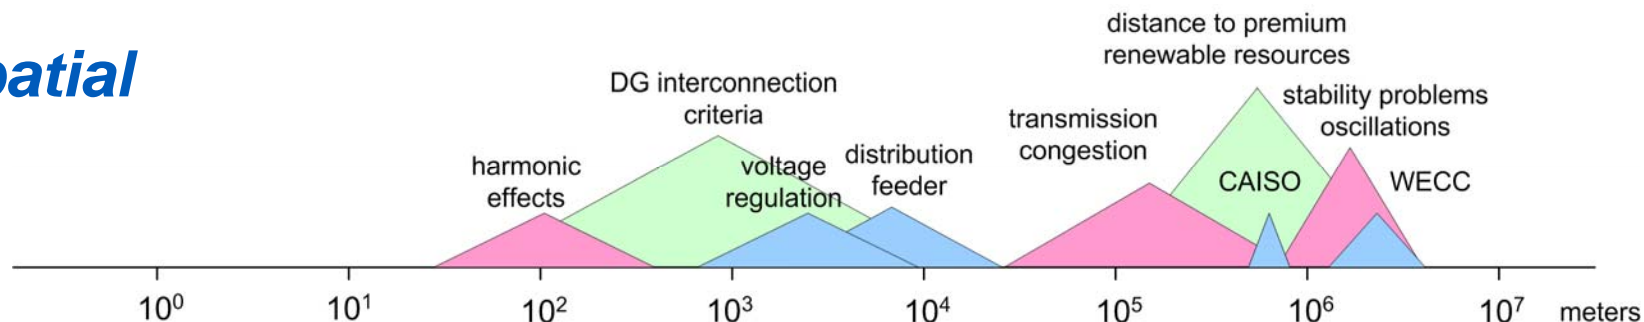 patial
distance to premium
renewable resources
DG interconnection
criteria
stability problems
oscillations
transmission
congestion
harmonic
effects
voltage
regulation
distribution
feeder
CAISO
WECC
10⁰
10¹
10²
10³
10⁴
10⁵
10⁶
10⁷
meters